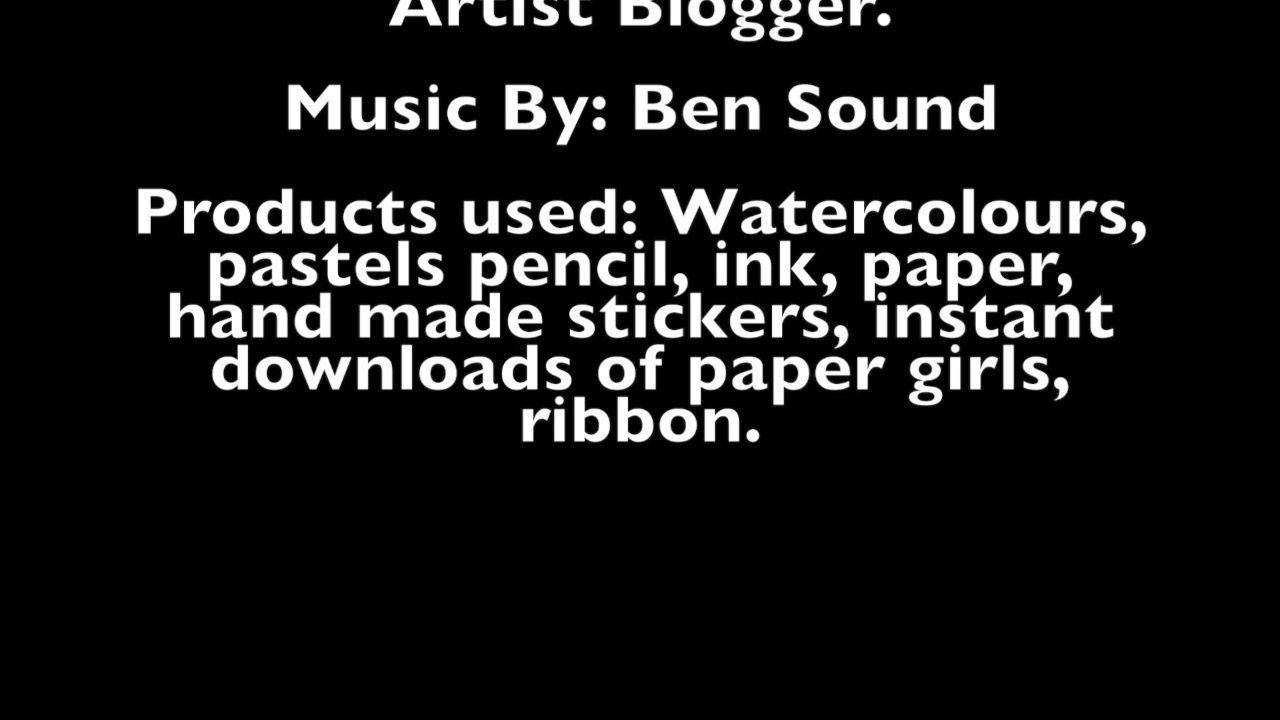 Artist Blogger.
Music By: Ben Sound
Products used: Watercolours,
pastels pencil, ink, paper,
hand made stickers, instant
downloads of paper girls,
ribbon.